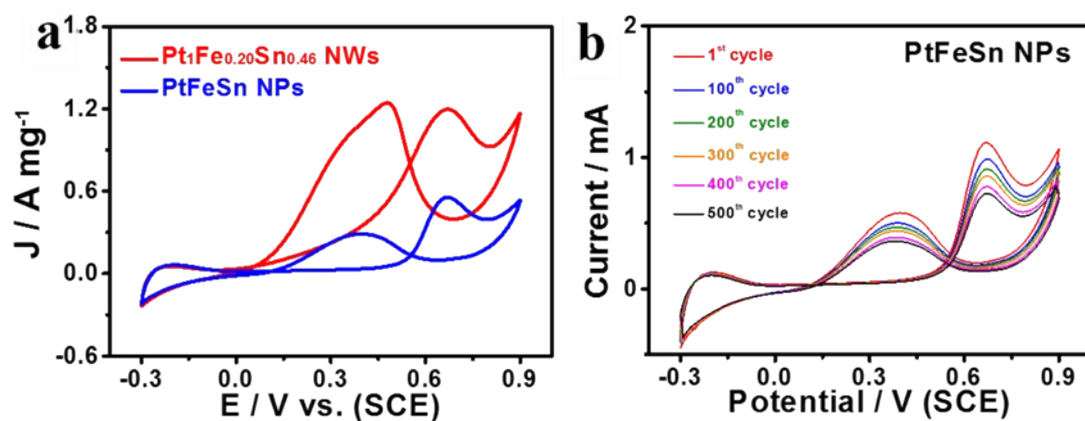 a
Pt₁Fe₀.₂₀Sn₀.₄₆ NWs
PtFeSn NPs
J / A mg⁻¹
1.8
1.2
0.6
0.0
-0.6
-0.3 0.0 0.3 0.6 0.9
E / V vs. (SCE)
b
PtFeSn NPs
1ˢᵗ cycle
100ᵗʰ cycle
200ᵗʰ cycle
300ᵗʰ cycle
400ᵗʰ cycle
500ᵗʰ cycle
Current / mA
2
1
0
-0.3 0.0 0.3 0.6 0.9
Potential / V (SCE)